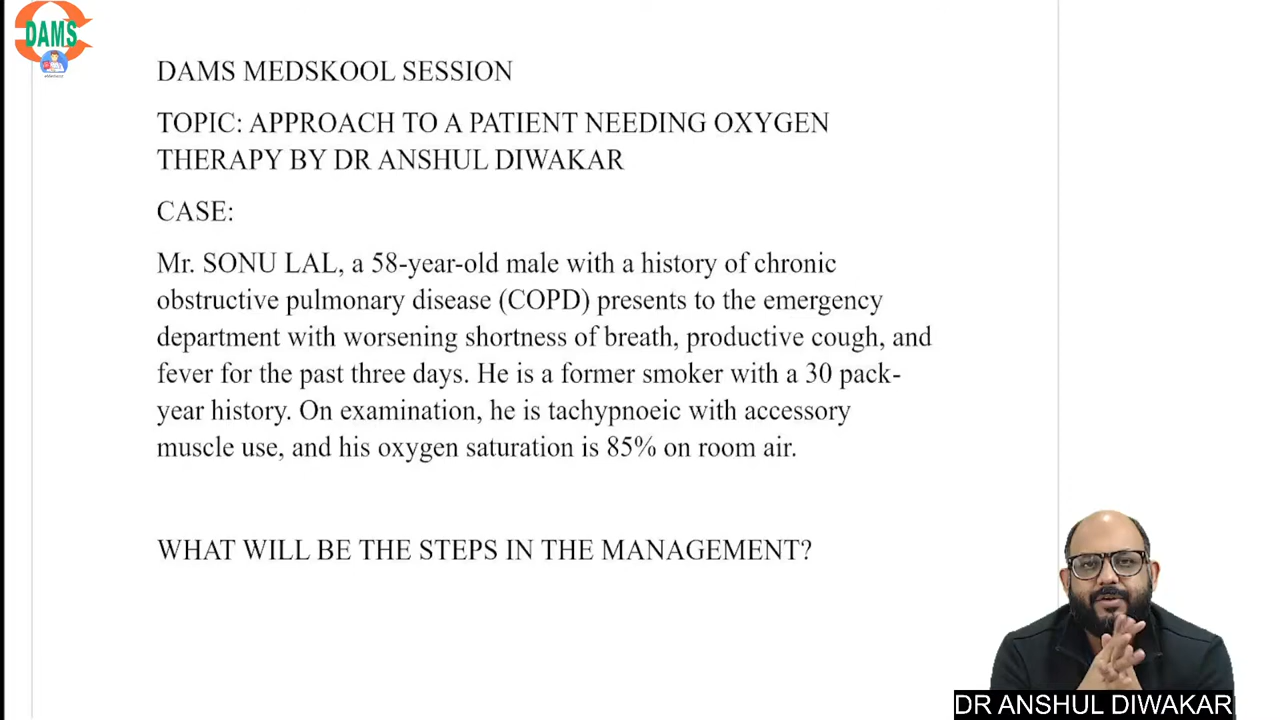 DAMS
DAMS MEDSKOOL SESSION
TOPIC: APPROACH TO A PATIENT NEEDING OXYGEN
THERAPY BY DR ANSHUL DIWAKAR
CASE:
Mr. SONU LAL, a 58-year-old male with a history of chronic
obstructive pulmonary disease (COPD) presents to the emergency
department with worsening shortness of breath, productive cough, and
fever for the past three days. He is a former smoker with a 30 pack-
year history. On examination, he is tachypnoeic with accessory
muscle use, and his oxygen saturation is 85% on room air.
WHAT WILL BE THE STEPS IN THE MANAGEMENT?
DR ANSHUL DIWAKAR